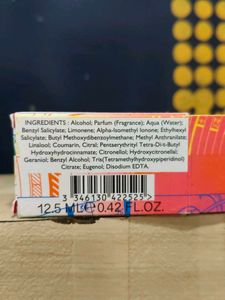 INGREDIENTS : Alcohol; Parfum (Fragrance); Aqua (Water);
Benzyl Salicylate; Limonene; Alpha-Isomethyl Ionone; Ethylhexyl
Salicylate; Butyl Methoxydibenzoylmethane; Methyl Anthranilate;
Linalool; Coumarin, Citral; Pentaerythrityl Tetra-Di-t-Butyl
Hydroxyhydrocinnamate; Citronellol; Hydroxycitronellal;
Geraniol; Benzyl Alcohol; Tris(Tetramethylhydroxypiperidinol)
Citrate; Eugenol; Disodium EDTA.
3 346130 422525 >
12.5 0.42 FL.OZ.